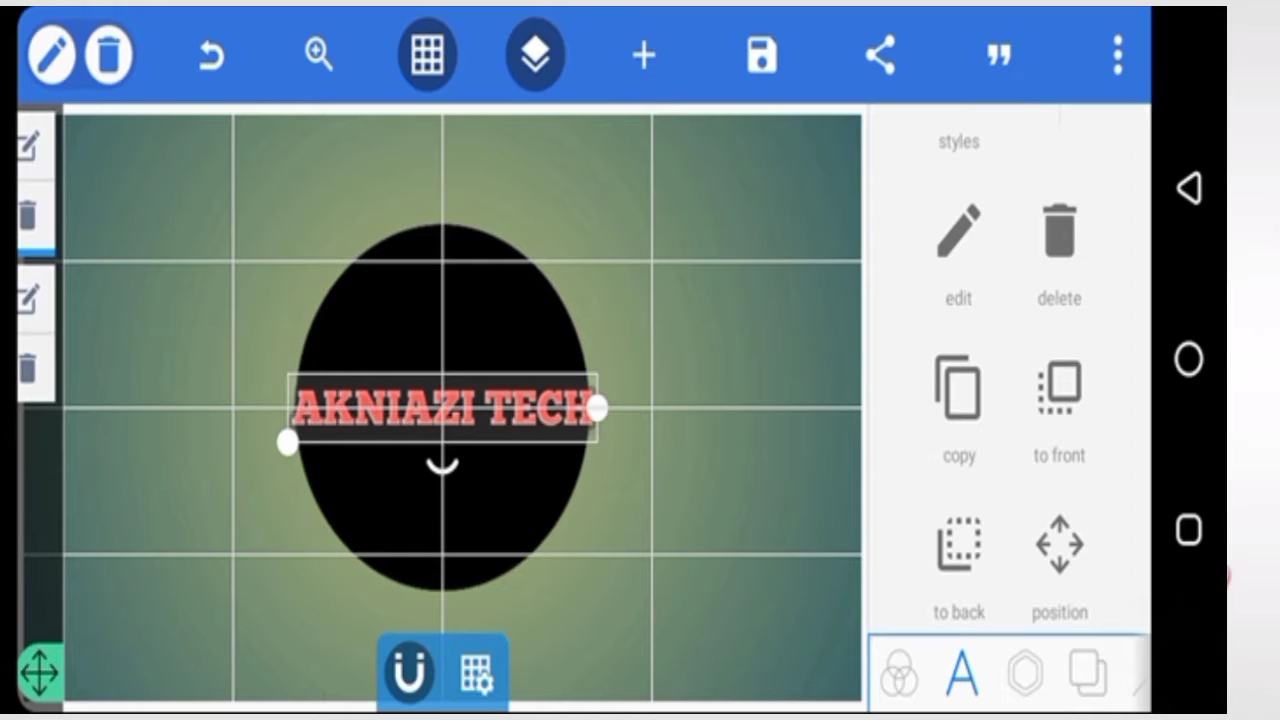 styles
edit
delete
copy
to front
AKNIAZI TECH
to back
position